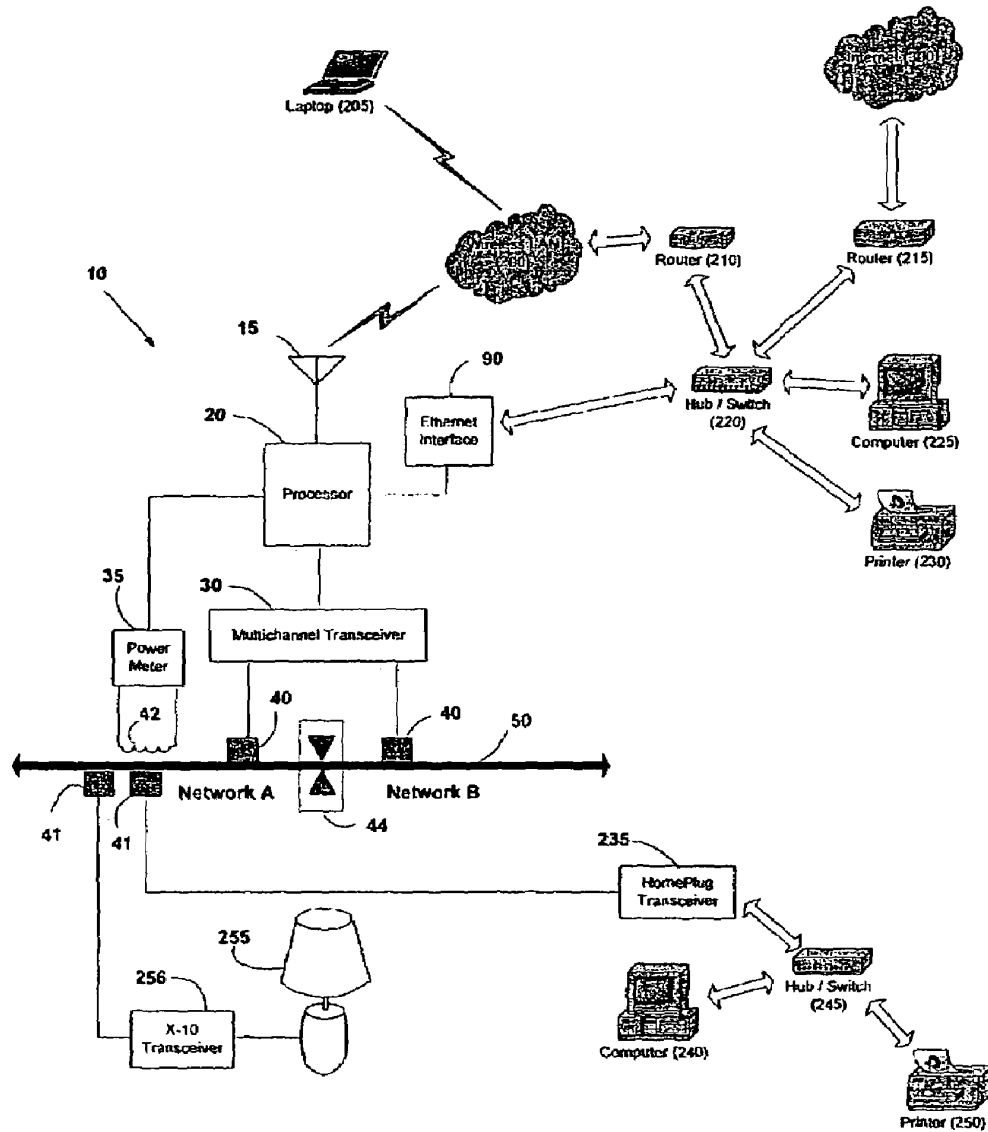 Laptop (205)
Internet
Wireless LAN
Router (210)
Router (215)
10
15
90
20
Ethernet
Interface
Hub / Switch
(220)
Computer (225)
Processor
Printer (230)
35
30
Power
Meter
Multichannel Transceiver
42
40
40
50
Network A
Network B
41
41
44
235
HomePlug
Transceiver
255
256
X-10
Transceiver
Hub / Switch
(245)
Computer (240)
Printer (250)